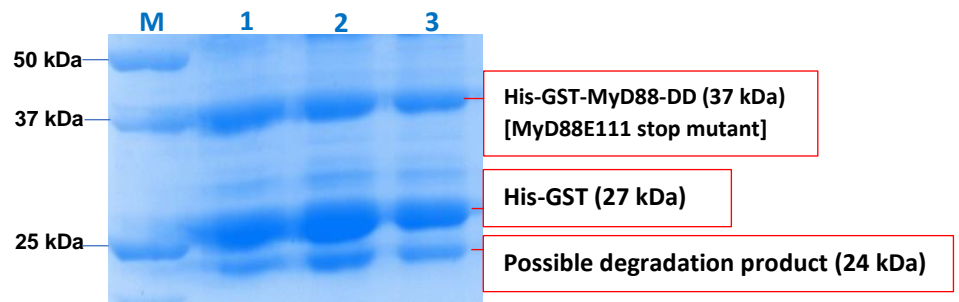 M 1 2 3
50 kDa
37 kDa
25 kDa
His-GST-MyD88-DD (37 kDa)
[MyD88E111 stop mutant]
His-GST (27 kDa)
Possible degradation product (24 kDa)